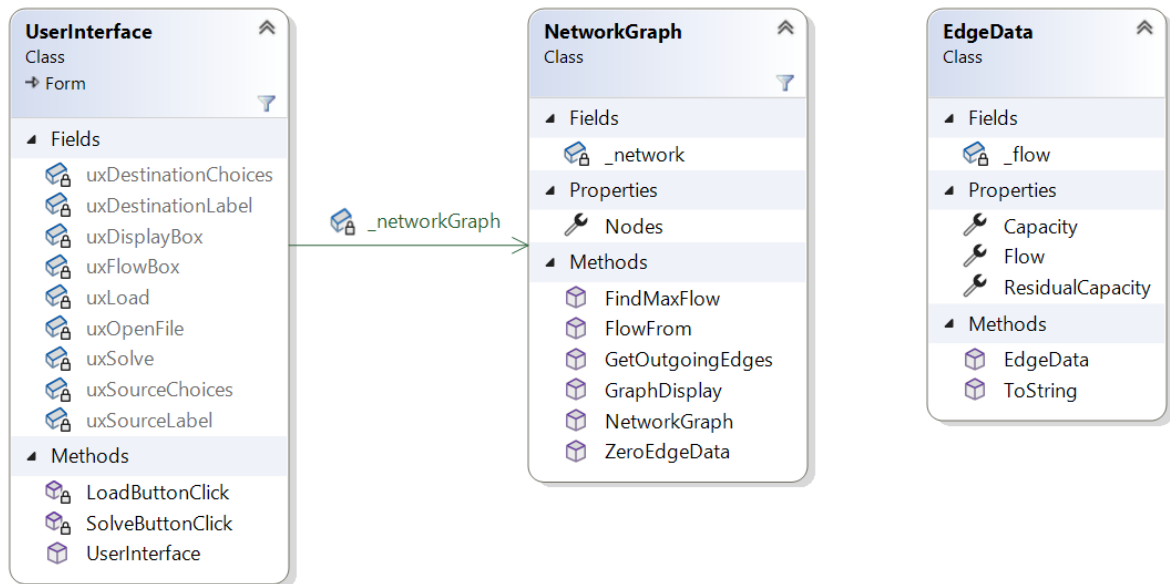 UserInterface
Class
Form
Fields
uxDestinationChoices
uxDestinationLabel
uxDisplayBox
uxFlowBox
uxLoad
uxOpenFile
uxSolve
uxSourceChoices
uxSourceLabel
Methods
LoadButtonClick
SolveButtonClick
UserInterface
_networkGraph
NetworkGraph
Class
Fields
_network
Properties
Nodes
Methods
FindMaxFlow
FlowFrom
GetOutgoingEdges
GraphDisplay
NetworkGraph
ZeroEdgeData
EdgeData
Class
Fields
_flow
Properties
Capacity
Flow
ResidualCapacity
Methods
EdgeData
ToString